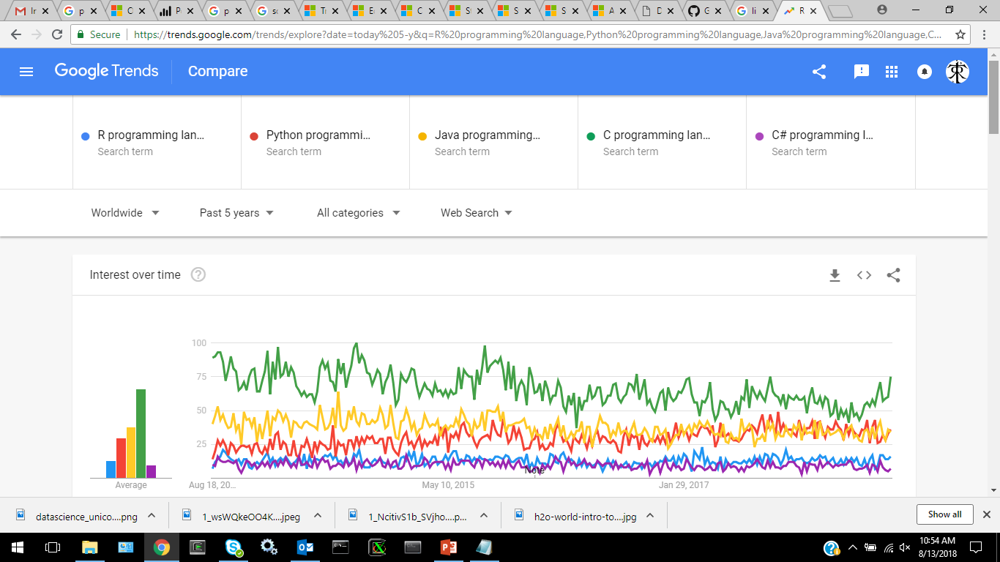 Ir
p
O
P
p
sc
Tr
E
C
S
S
S
A
D
G
li
R
Secure
https://trends.google.com/trends/explore?date=today%205-y&q=R%20programming%20language,Python%20programming%20language,Java%20programming%20language,C...
Google Trends Compare
R programming lan... Python programmi... Java programming... C programming lan... C# programming l...
Search term Search term Search term Search term Search term
Worldwide Past 5 years All categories Web Search
Interest over time
100
75
50
25
Note
Average
Aug 18, 20... May 10, 2015 Jan 29, 2017
datascience_unico....png 1_wsWQkeOO4K....jpeg 1_NcitivS1b_SVjho....p... h2o-world-intro-to....jpg Show all
10:54 AM
8/13/2018